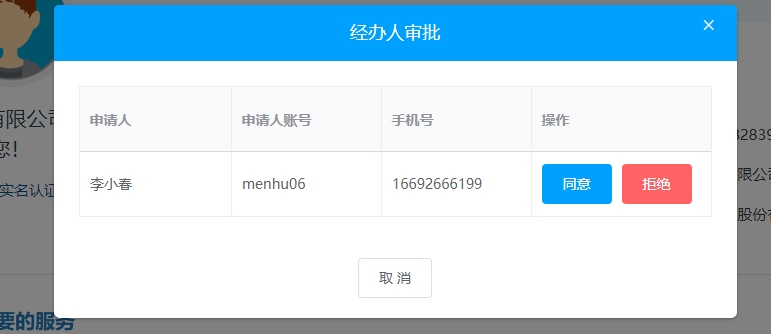 经办人审批
申请人 申请人账号 手机号 操作
李小春 menhu06 16692666199 同意 拒绝
取 消
有限公司
您！
实名认证
要的服务
82839
限公司
股份有